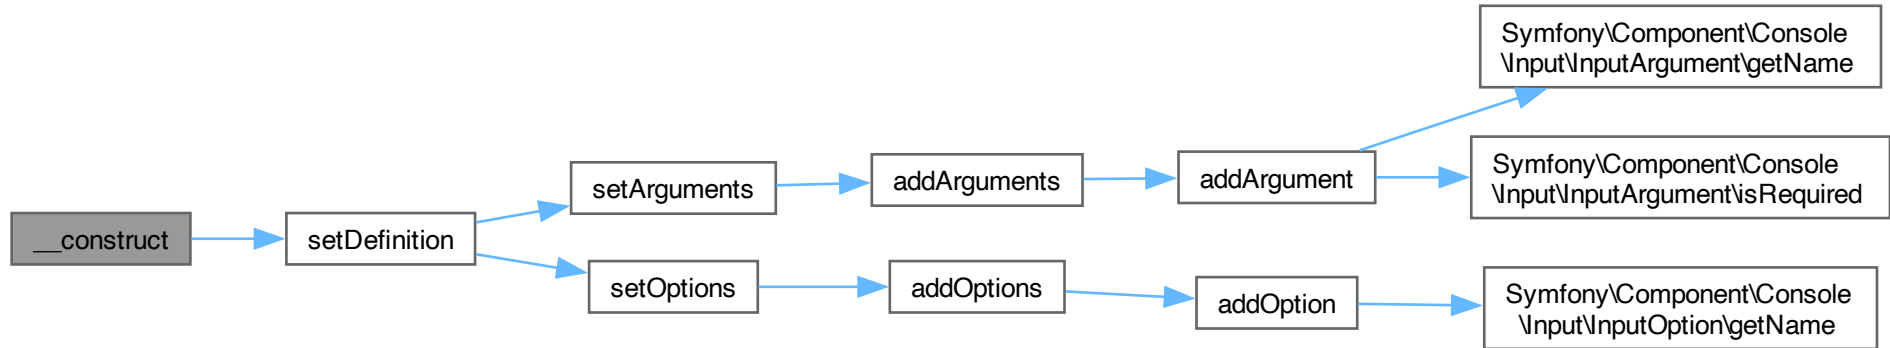 __construct
setDefinition
setArguments
addArguments
addArgument
Symfony\Component\Console
\Input\InputArgument\getName
Symfony\Component\Console
\Input\InputArgument\isRequired
setOptions
addOptions
addOption
Symfony\Component\Console
\Input\InputOption\getName